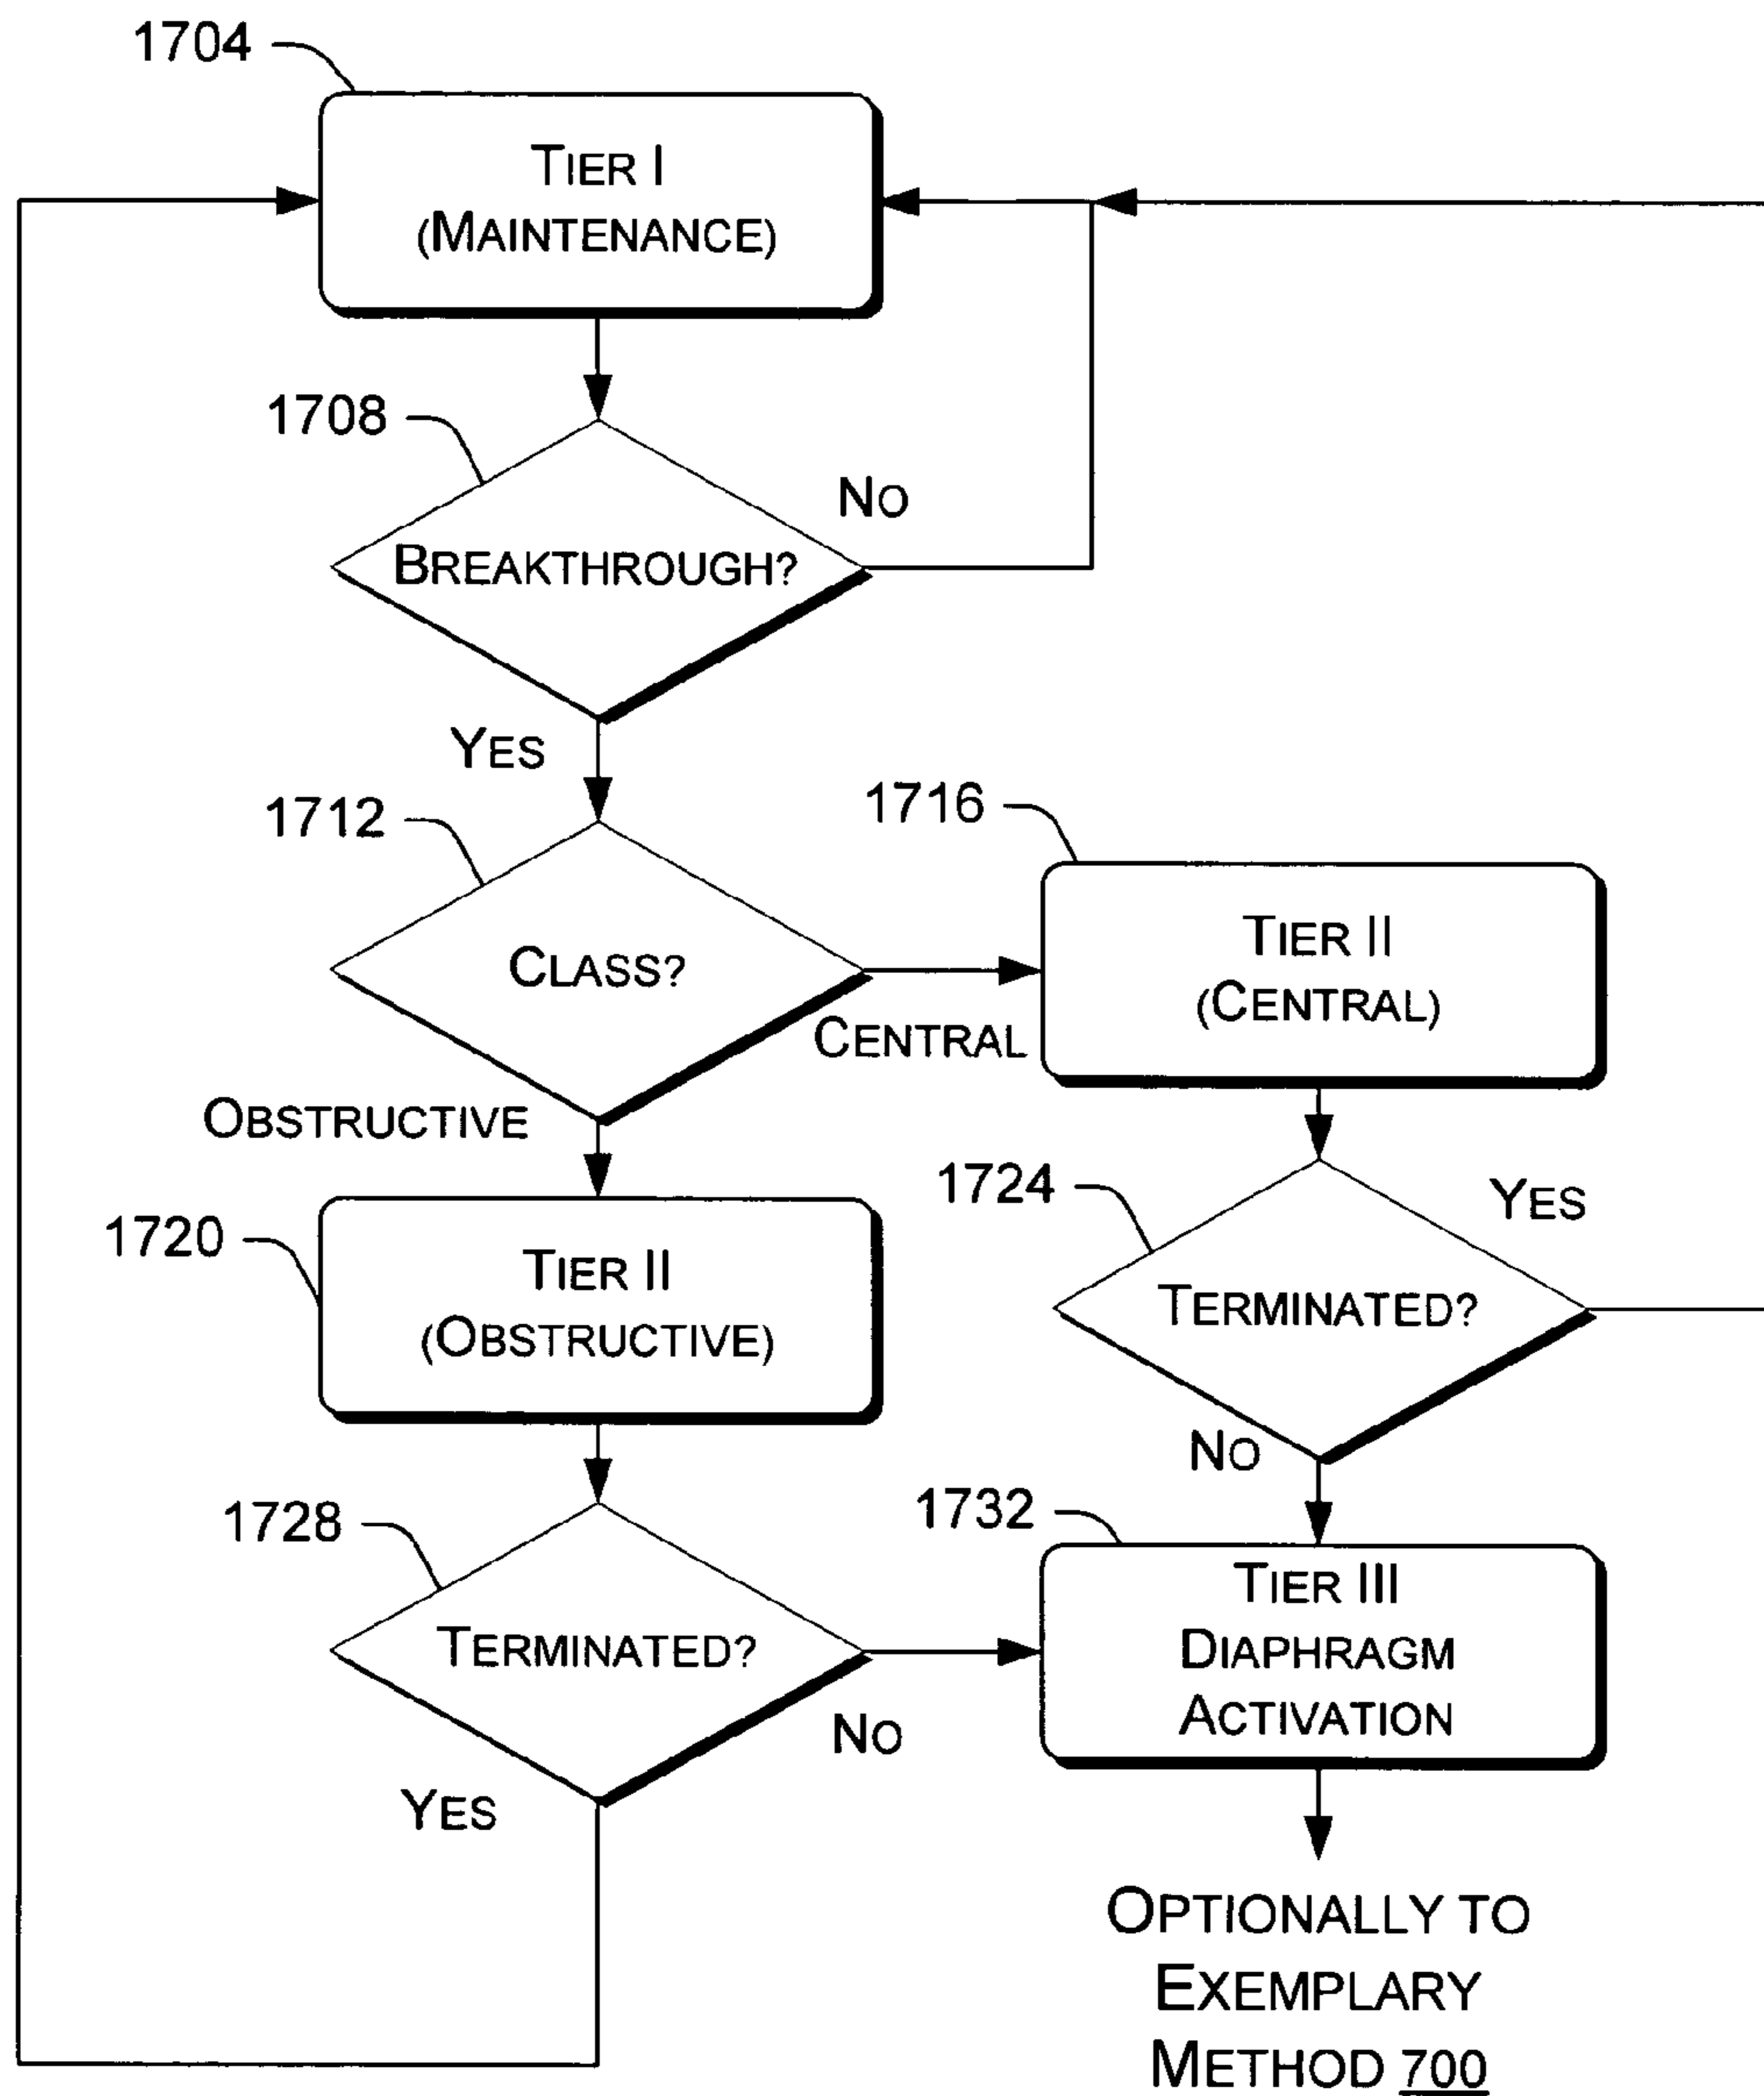 1704
TIER I
(MAINTENANCE)
1708
NO
BREAKTHROUGH?
YES
1712
1716
CLASS?
TIER II
(CENTRAL)
CENTRAL
OBSTRUCTIVE
1720
TIER II
(OBSTRUCTIVE)
1724
YES
TERMINATED?
NO
1728
1732
TERMINATED?
TIER III
DIAPHRAGM
ACTIVATION
NO
YES
OPTIONALLY TO
EXEMPLARY
METHOD 700